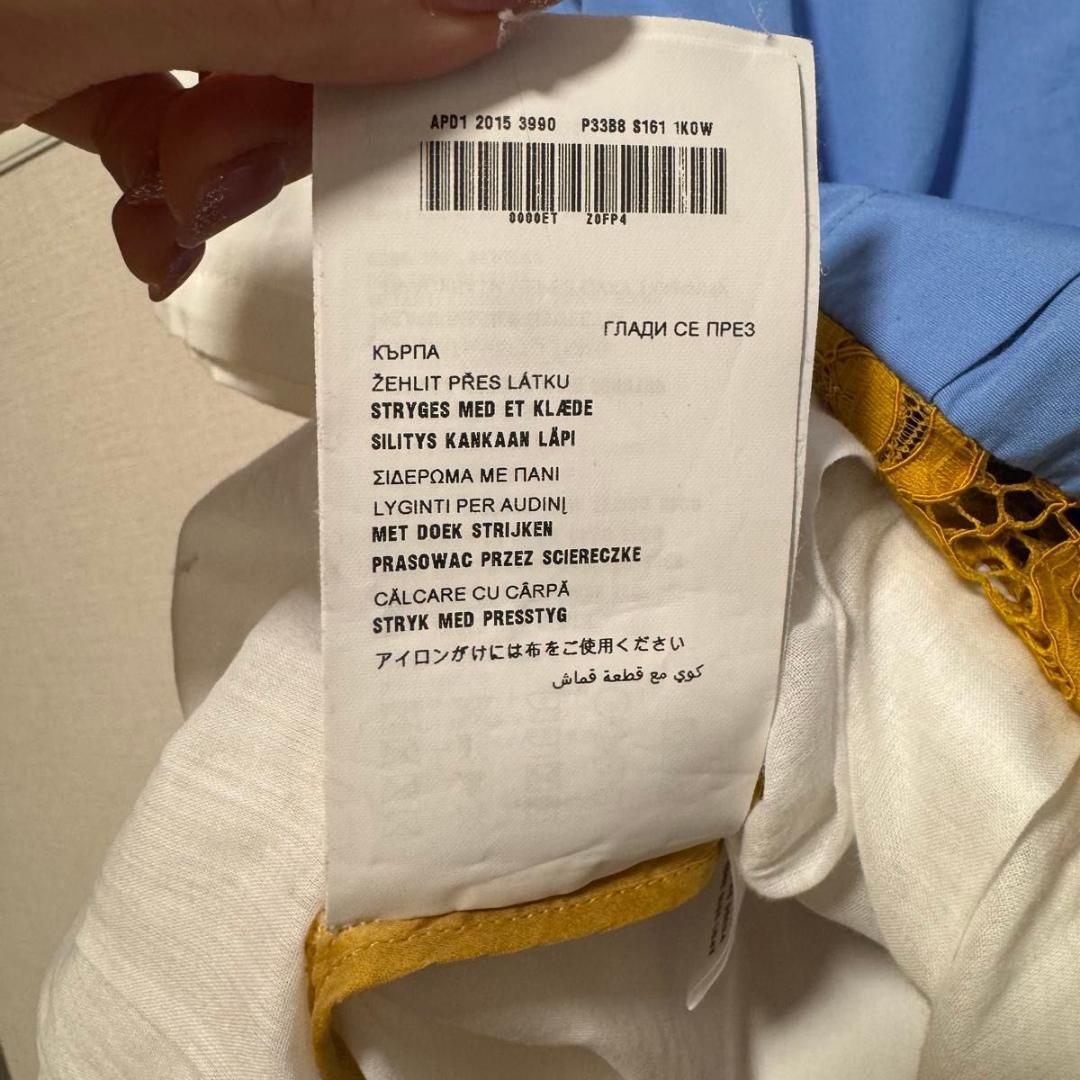 APD1 2015 3990 P33B8 S161 1K0W
0000ET Z0FP4
ГЛАДИ СЕ ПРЕЗ
КЪРПА
ŽEHLIT PŘES LÁTKU
STRYGES MED ET KLÆDE
SILITYS KANKAAN LÄPI
ΣΙΔΕΡΩΜΑ ΜΕ ΠΑΝΙ
LYGINTI PER AUDINĮ
MET DOEK STRIJKEN
PRASOWAC PRZEZ SCIERECZKE
CĂLCARE CU CÂRPĂ
STRYK MED PRESSTYG
アイロンがけには布をご使用ください
كوي مع قطعة قماش